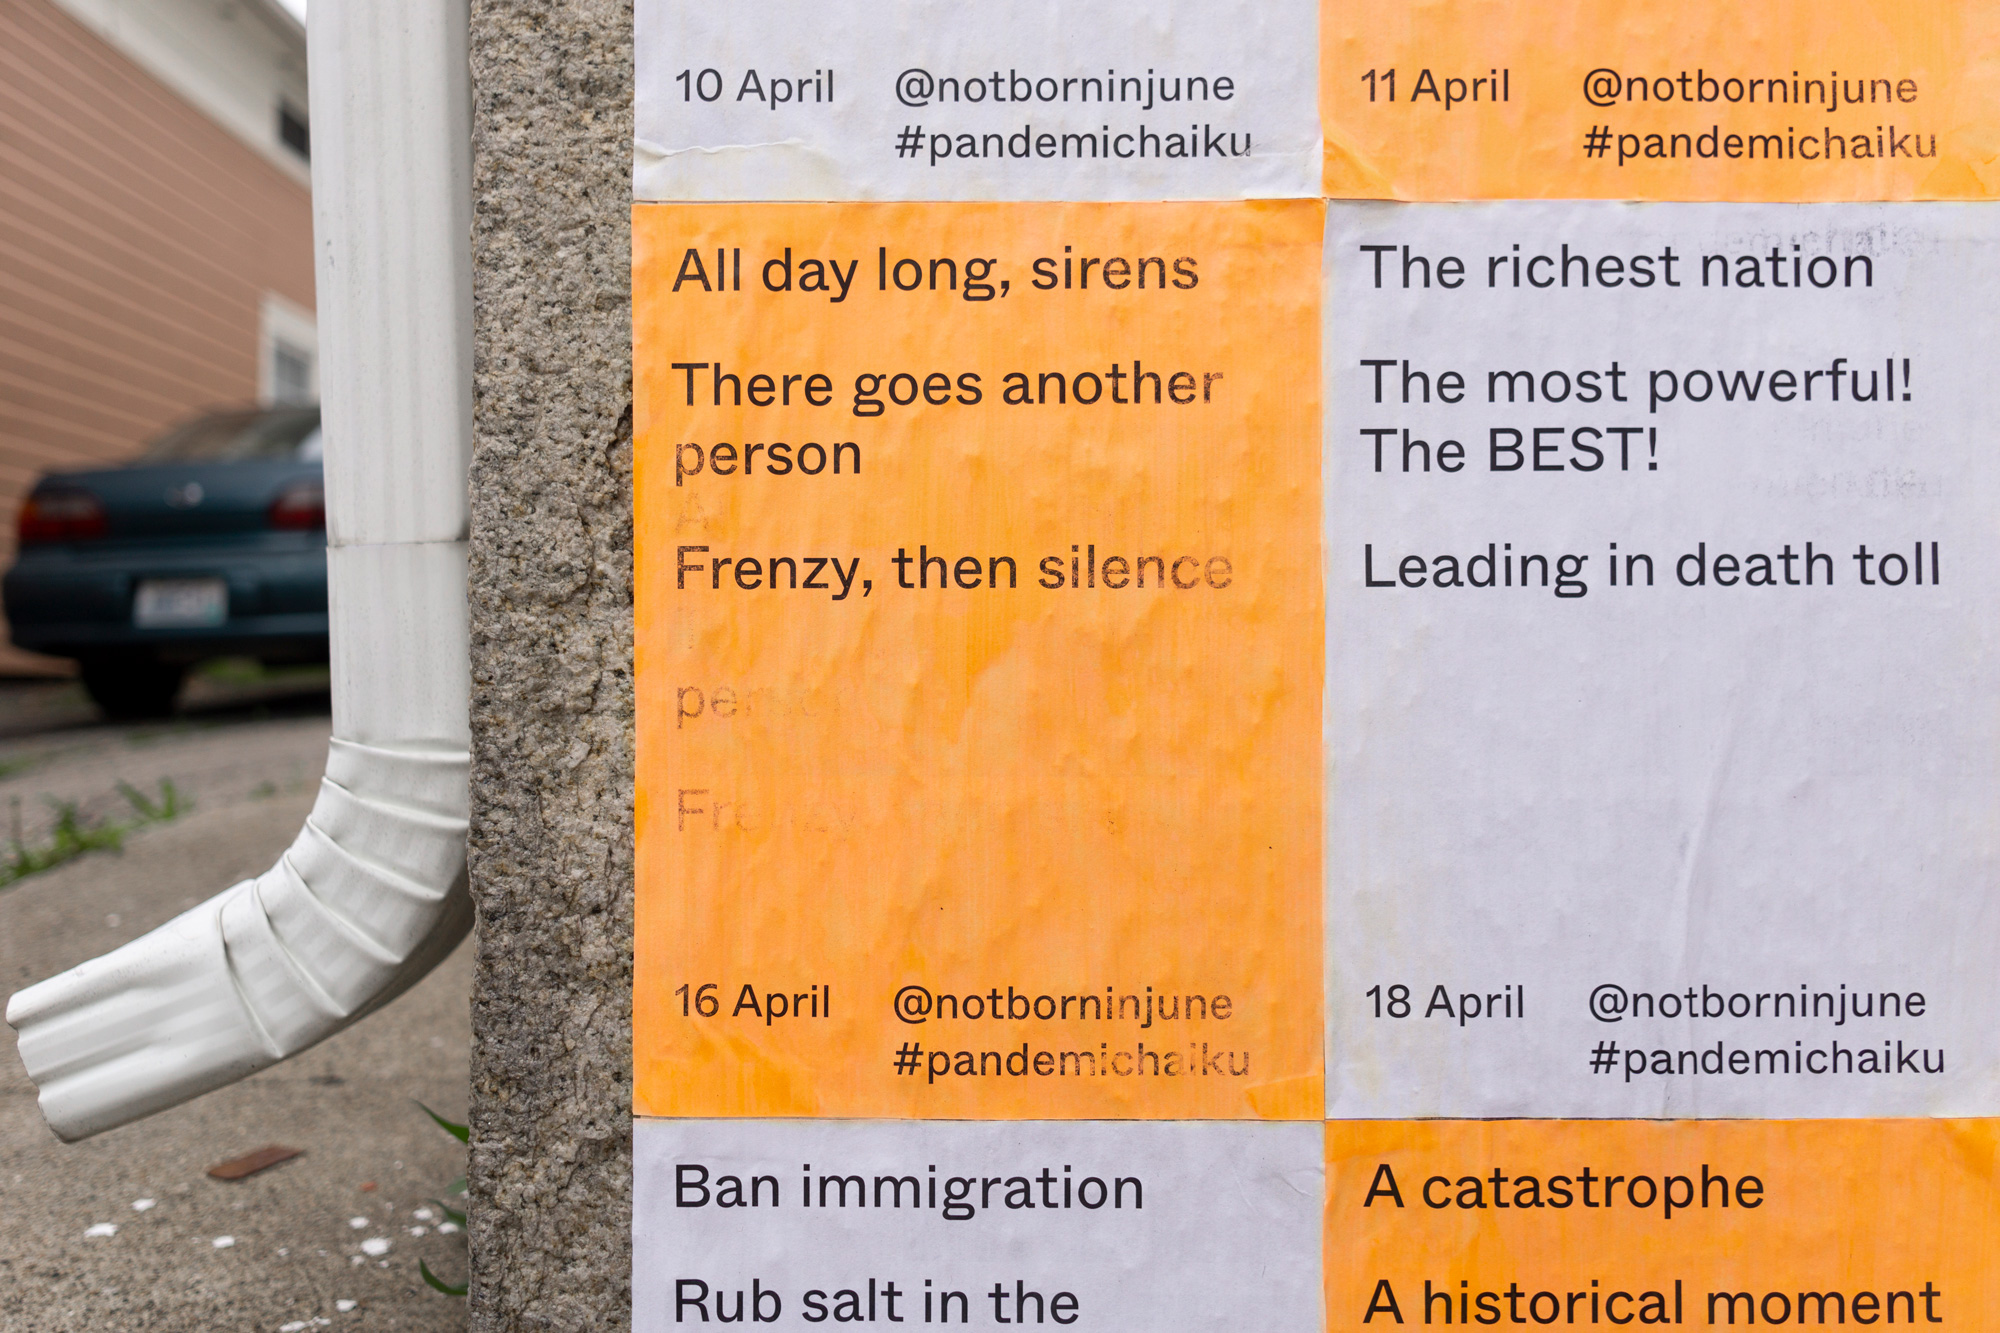 10 April
@notborninjune
#pandemichaiku
11 April
@notborninjune
#pandemichaiku
All day long, sirens
There goes another
person
Frenzy, then silence
16 April
@notborninjune
#pandemichaiku
The richest nation
The most powerful!
The BEST!
Leading in death toll
18 April
@notborninjune
#pandemichaiku
Ban immigration
Rub salt in the
A catastrophe
A historical moment